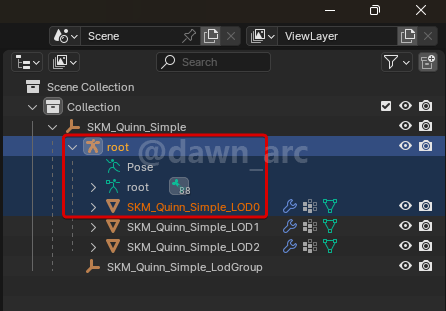 Scene
ViewLayer
Search
Scene Collection
Collection
SKM_Quinn_Simple
root
@dawn_arc
Pose
root
88
SKM_Quinn_Simple_LOD0
SKM_Quinn_Simple_LOD1
SKM_Quinn_Simple_LOD2
SKM_Quinn_Simple_LodGroup